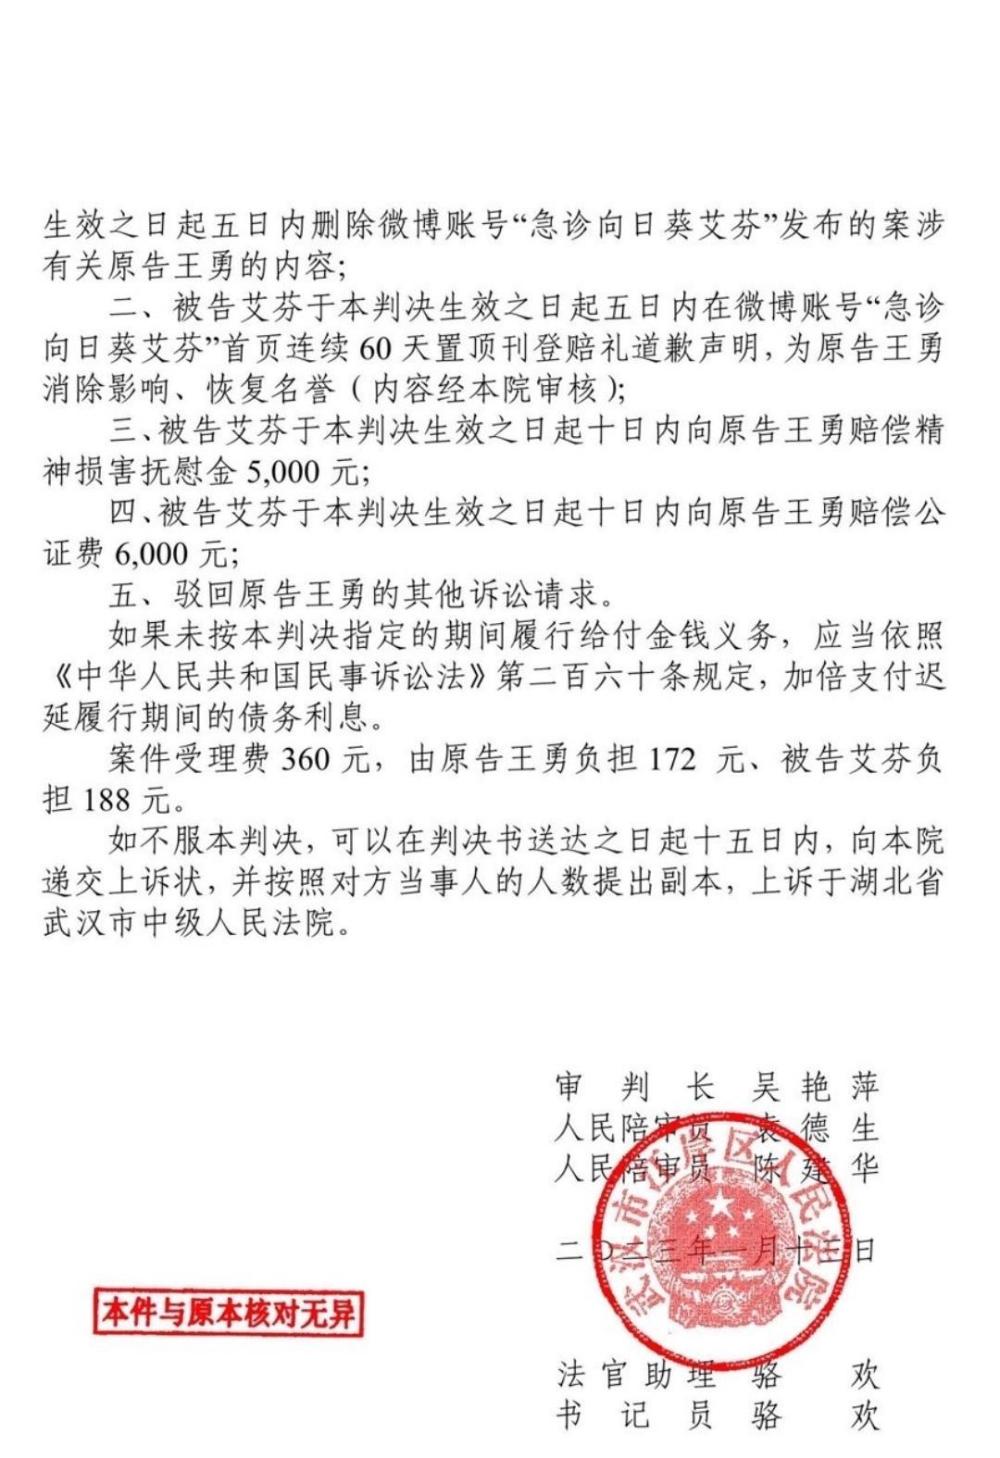 生效之日起五日内删除微博账号“急诊向日葵艾芬”发布的案涉
有关原告王勇的内容;
二、被告艾芬于本判决生效之日起五日内在微博账号“急诊
向日葵艾芬”首页连续 60 天置顶刊登赔礼道歉声明,为原告王勇
消除影响、恢复名誉(内容经本院审核);
三、被告艾芬于本判决生效之日起十日内向原告王勇赔偿精
神损害抚慰金 5,000 元;
四、被告艾芬于本判决生效之日起十日内向原告王勇赔偿公
证费 6,000 元;
五、驳回原告王勇的其他诉讼请求。
如果未按本判决指定的期间履行给付金钱义务,应当依照
《中华人民共和国民事诉讼法》第二百六十条规定,加倍支付迟
延履行期间的债务利息。
案件受理费 360 元,由原告王勇负担 172 元、被告艾芬负
担 188 元。
如不服本判决,可以在判决书送达之日起十五日内,向本院
递交上诉状,并按照对方当事人的人数提出副本,上诉于湖北省
武汉市中级人民法院。
审判长 吴艳萍
人民陪审员 袁德生
人民陪审员 陈建华
武汉市江岸区人民法院
二〇二三年一月十三日
本件与原本核对无异
法官助理 骆欢
书记员 骆欢